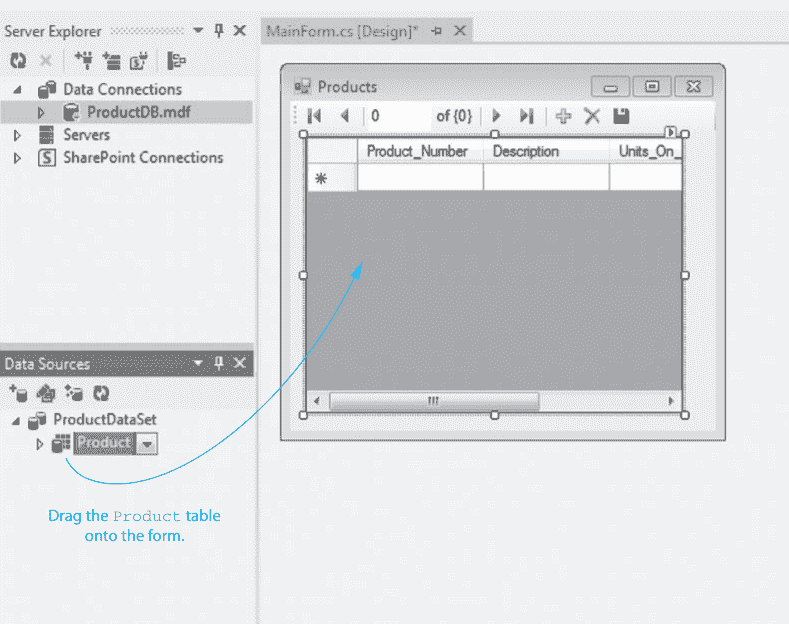 Server Explorer
MainForm.cs [Design]*
Data Connections
ProductDB.mdf
Servers
SharePoint Connections
Products
0 of {0}
Product_Number Description Units_On_
Data Sources
ProductDataSet
Product
Drag the Product table
onto the form.